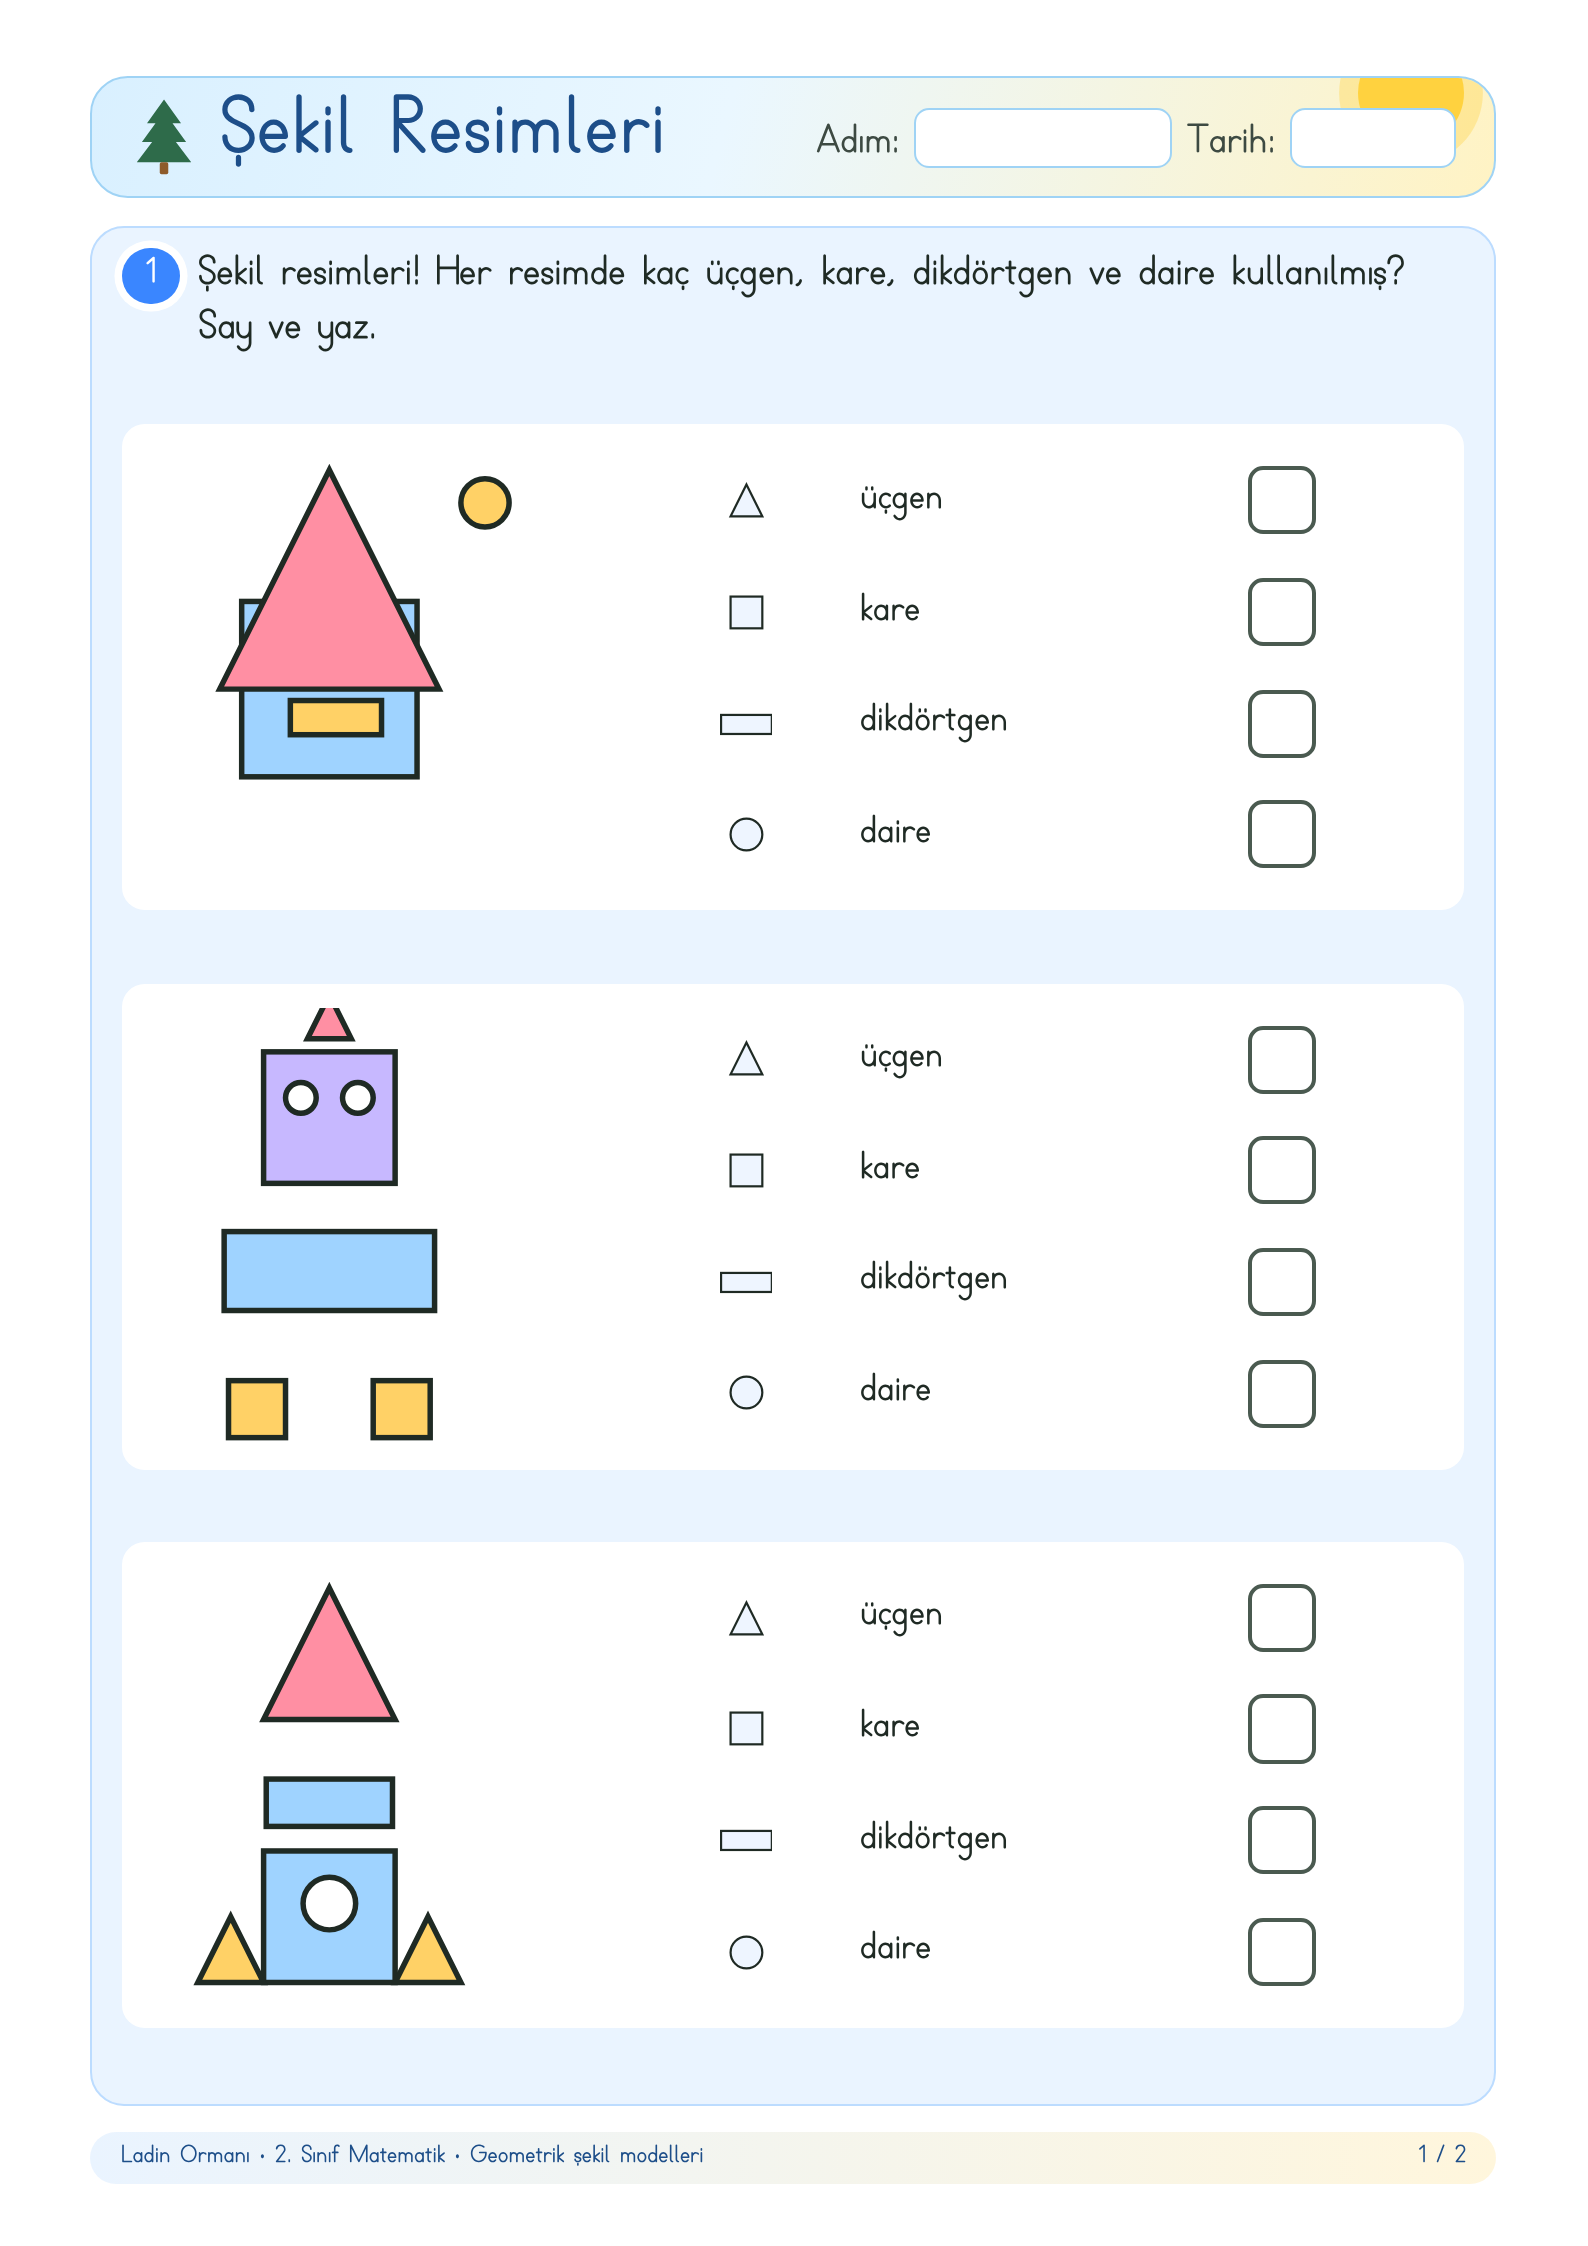 Şekil Resimleri
Adım:
Tarih:
1
Şekil resimleri! Her resimde kaç üçgen, kare, dikdörtgen ve daire kullanılmış?
Say ve yaz.
üçgen
kare
dikdörtgen
daire
üçgen
kare
dikdörtgen
daire
üçgen
kare
dikdörtgen
daire
Ladin Ormanı • 2. Sınıf Matematik • Geometrik şekil modelleri
1 / 2